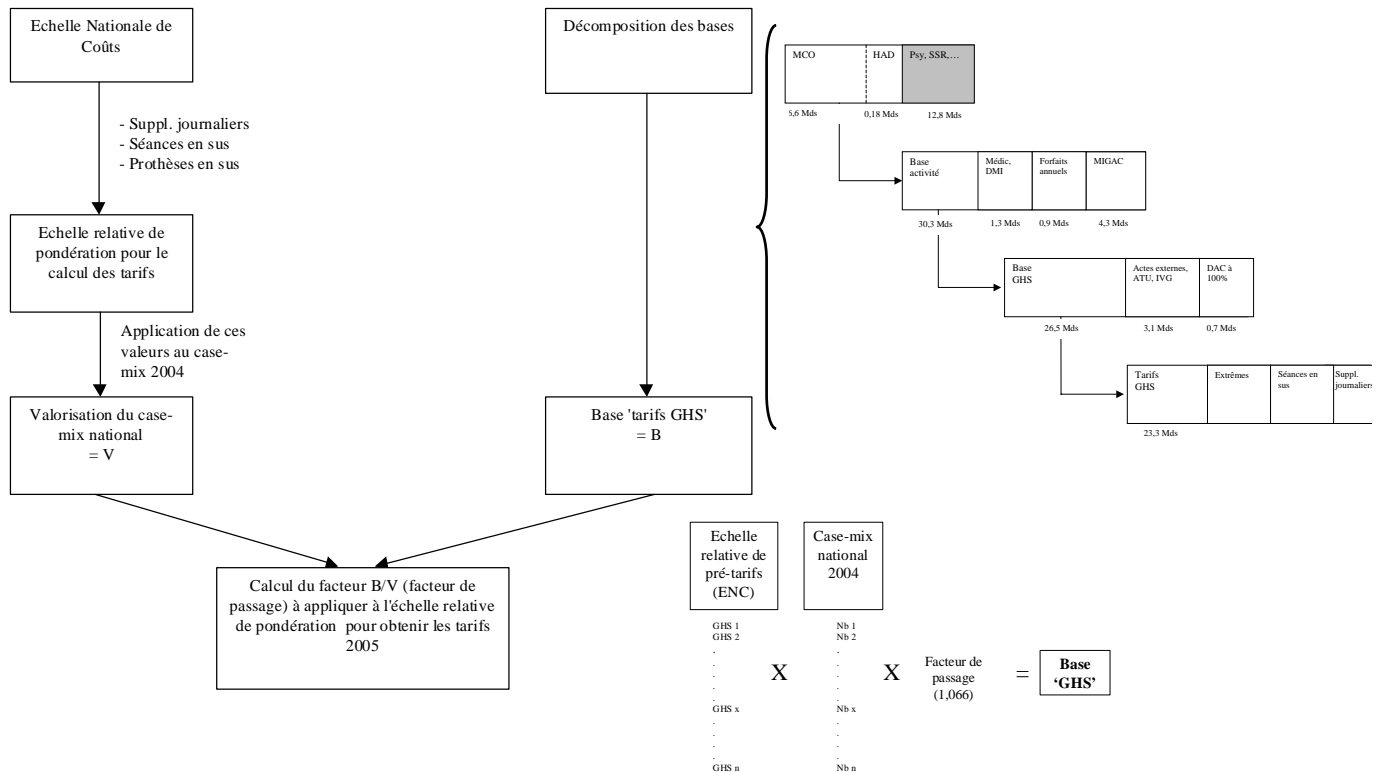 Echelle Nationale de
Coûts
- Suppl. journaliers
- Séances en sus
- Prothèses en sus
Echelle relative de
pondération pour le
calcul des tarifs
Application de ces
valeurs au case-
mix 2004
Valorisation du case-
mix national
= V
Décomposition des bases
Base 'tarifs GHS'
= B
Calcul du facteur B/V (facteur de
passage) à appliquer à l'échelle relative
de pondération pour obtenir les tarifs
2005
MCO
HAD
Psy, SSR,…
5,6 Mds
0,18 Mds
12,8 Mds
Base
activité
Médic,
DMI
Forfaits
annuels
MIGAC
30,3 Mds
1,3 Mds
0,9 Mds
4,3 Mds
Base
GHS
Actes externes,
ATU, IVG
DAC à
100%
26,5 Mds
3,1 Mds
0,7 Mds
Tarifs
GHS
Extrêmes
Séances en
sus
Suppl.
journaliers
23,3 Mds
Echelle
relative de
pré-tarifs
(ENC)
Case-mix
national
2004
GHS 1
GHS 2
.
.
.
.
.
GHS x
.
.
.
.
GHS n
X
Nb 1
Nb 2
.
.
.
.
.
Nb x
.
.
.
.
Nb n
X
Facteur de
passage
(1,066)
=
Base
‘GHS’